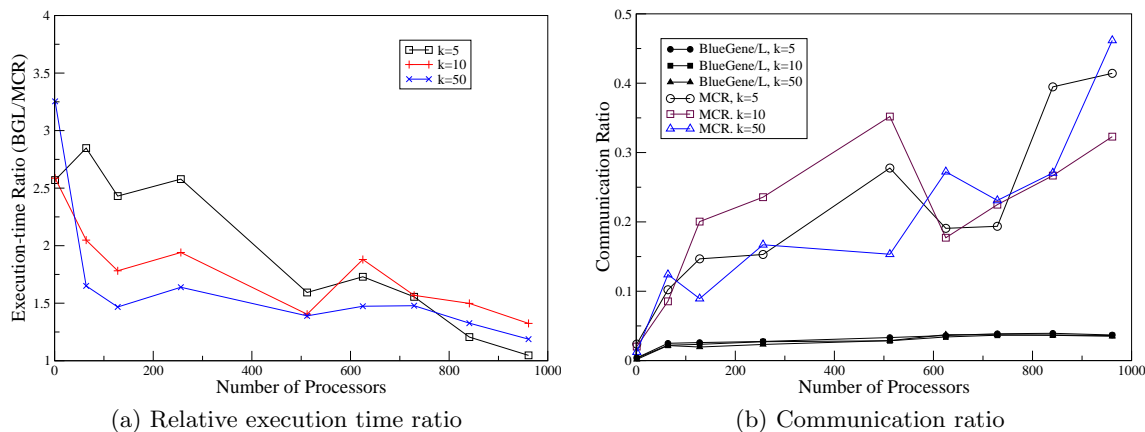 4
3.5
3
2.5
2
1.5
1
0
200
400
600
800
1000
Execution-time Ratio (BGL/MCR)
Number of Processors
k=5
k=10
k=50
(a) Relative execution time ratio
0.5
0.4
0.3
0.2
0.1
0
0
200
400
600
800
1000
Communication Ratio
Number of Processors
BlueGene/L, k=5
BlueGene/L, k=10
BlueGene/L, k=50
MCR, k=5
MCR. k=10
MCR. k=50
(b) Communication ratio